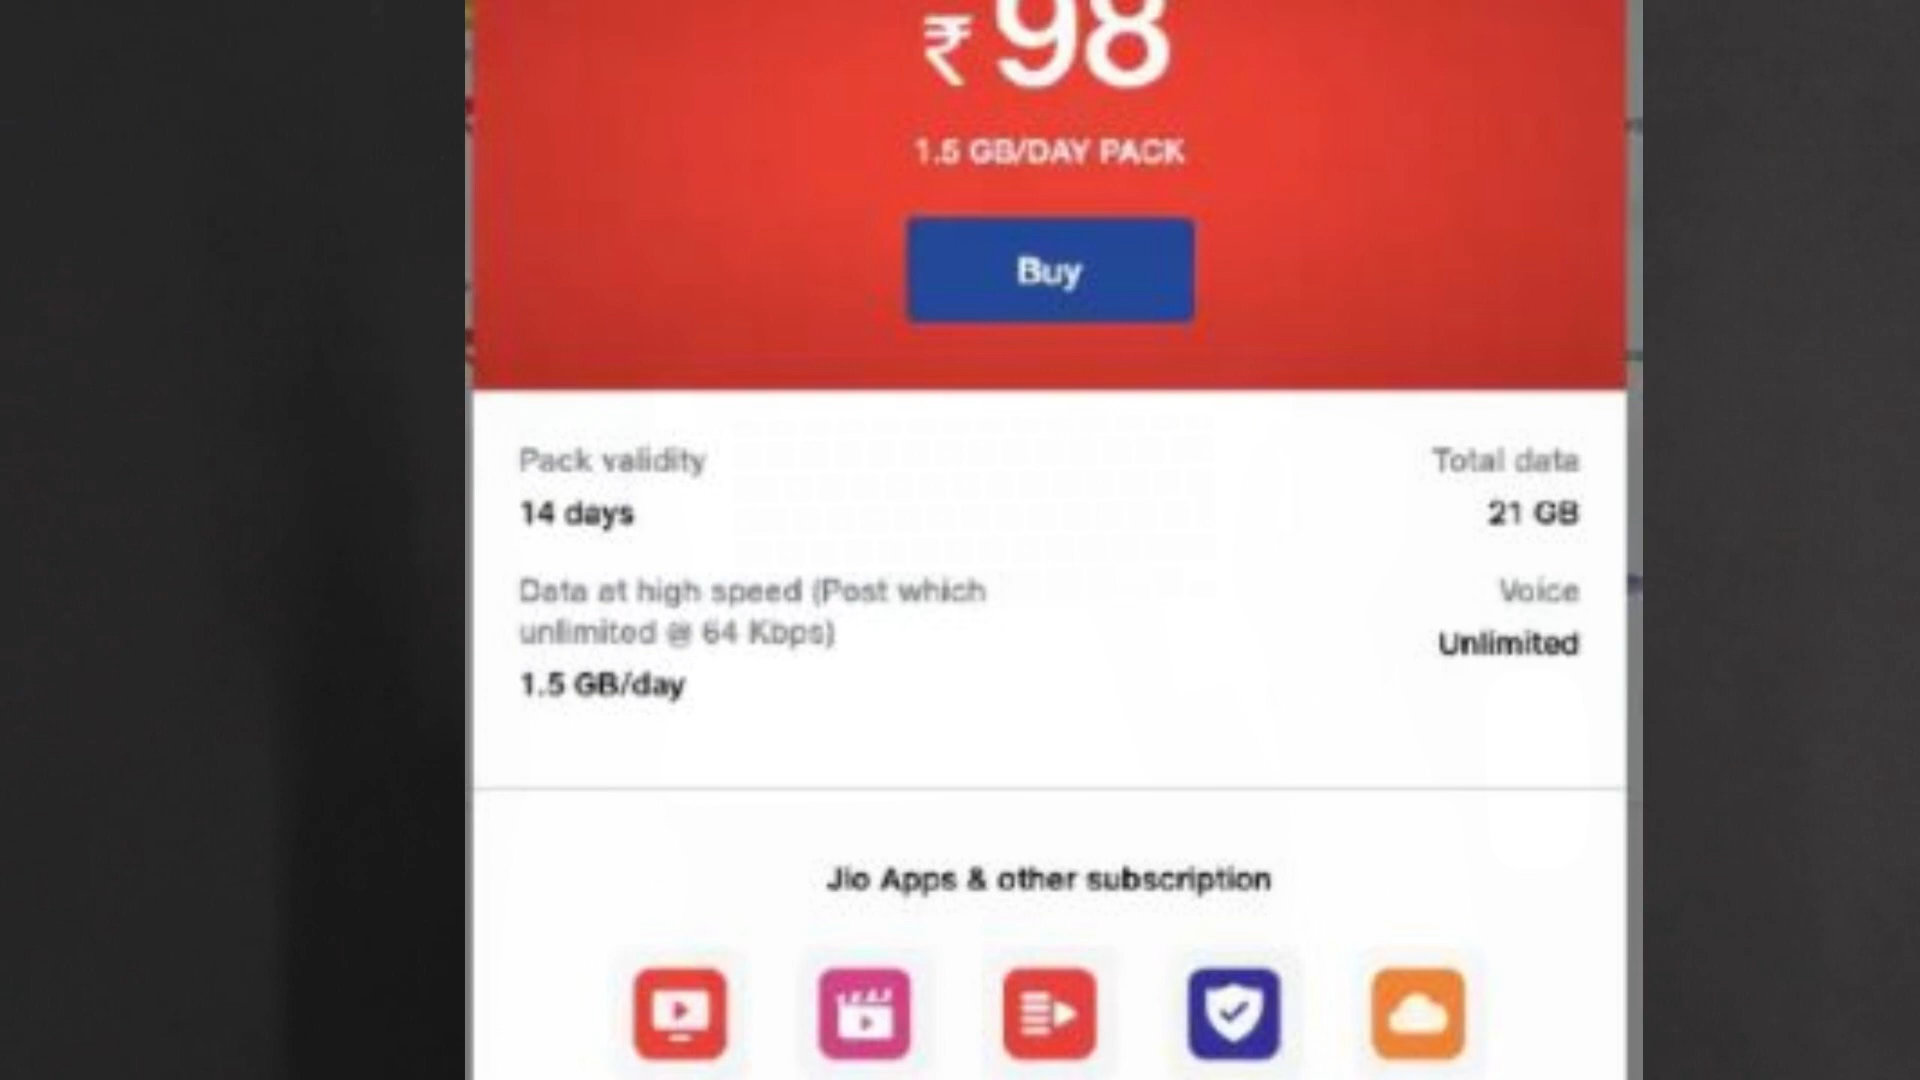 ₹98
1.5 GB/DAY PACK
Buy
Pack validity
Total data
14 days
21 GB
Data at high speed (Post which
unlimited @ 64 Kbps)
Voice
Unlimited
1.5 GB/day
Jio Apps & other subscription